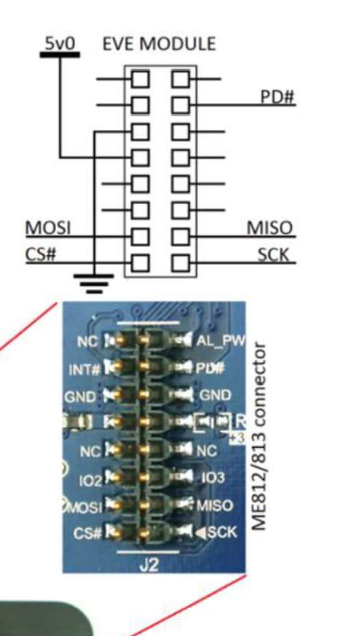 5v0 EVE MODULE
PD#
MOSI MISO
CS# SCK
NC AL_PW
INT# PD#
GND GND
R
+3
NC NC
IO2 IO3
MOSI MISO
CS# SCK
J2
ME812/813 connector